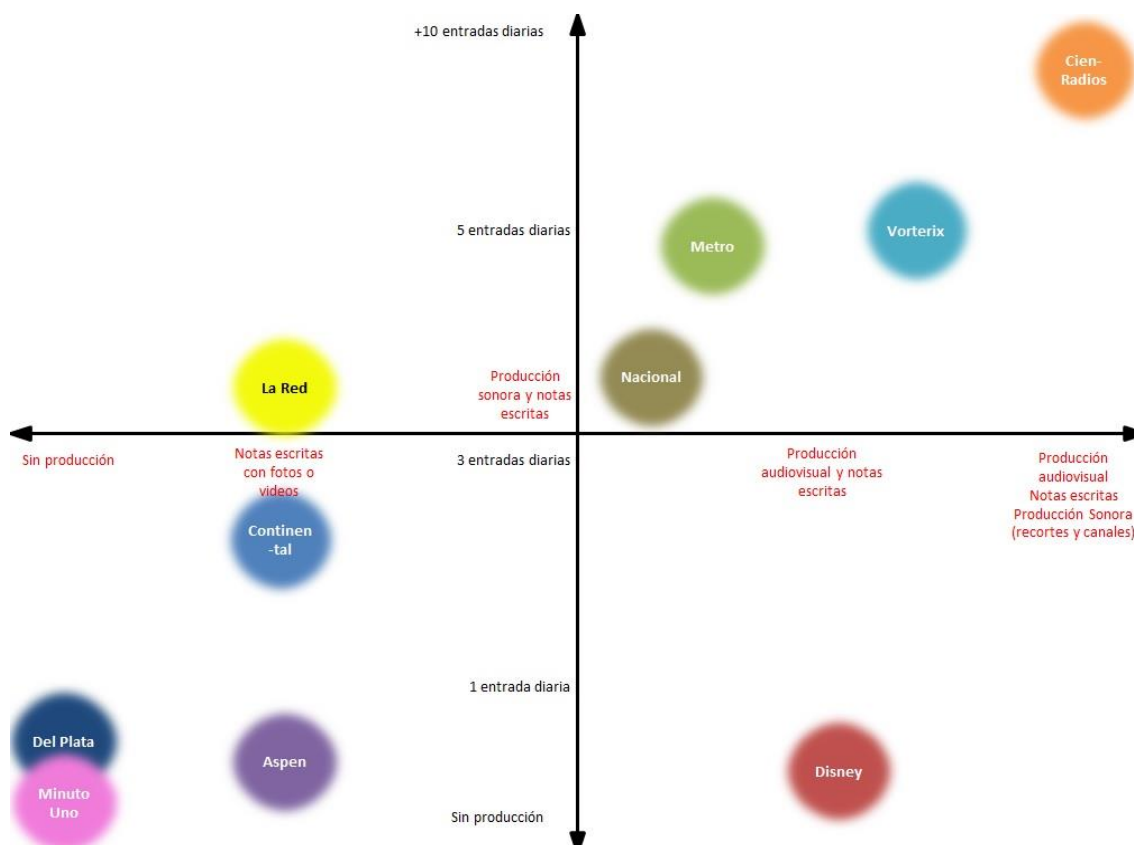 +10 entradas diarias
Cien-
Radios
5 entradas diarias
Metro
Vorterix
La Red
Producción
sonora y notas
escritas
Nacional
Sin producción
Notas escritas
con fotos o
videos
3 entradas diarias
Producción
audiovisual y notas
escritas
Producción
audiovisual
Notas escritas
Producción Sonora
(recortes y canales)
Continen
-tal
1 entrada diaria
Del Plata
Aspen
Disney
Minuto
Uno
Sin producción